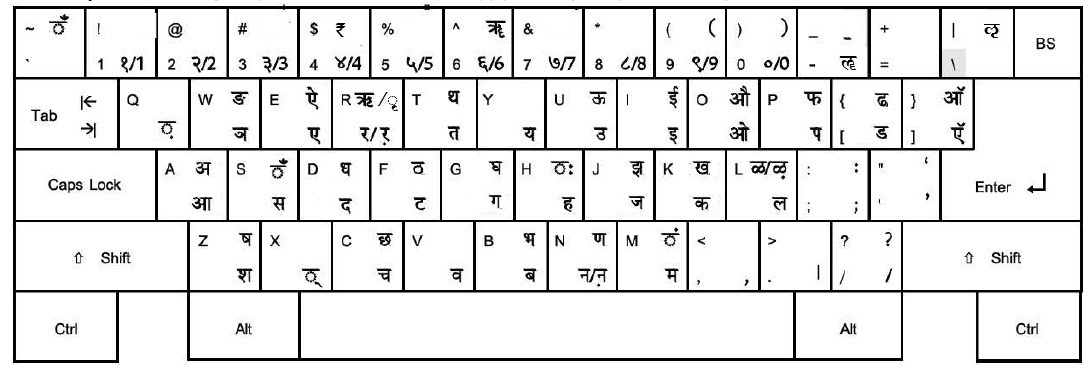 ~ ॅँ ! @ # $ ₹ % ^ ॠ & * ( ( ) ) _ _ + | ऌ BS
` 1 १/1 2 २/2 3 ३/3 4 ४/4 5 ५/5 6 ६/6 7 ७/7 8 ८/8 9 ९/9 0 ०/0 - - =  \
Tab Q W ङ E ऐ R ऋ/ृ T थ Y U ऊ I ई O औ P फ { ढ } ऑ
़ ञ ए र/ऱ त य उ इ ओ प [ ड ] ऍ
Caps Lock A अ S ँ D ध F ठ G घ H ः J झ K ख L ळ/ऴ : : " ‘ Enter
आ स द ट ग ह ज क ल ; ; ' ’
Shift Z ष X C छ V B भ N ण M ं < > ? ? Shift
श ् च व ब न/ऩ म , , . । / /
Ctrl Alt Alt Ctrl